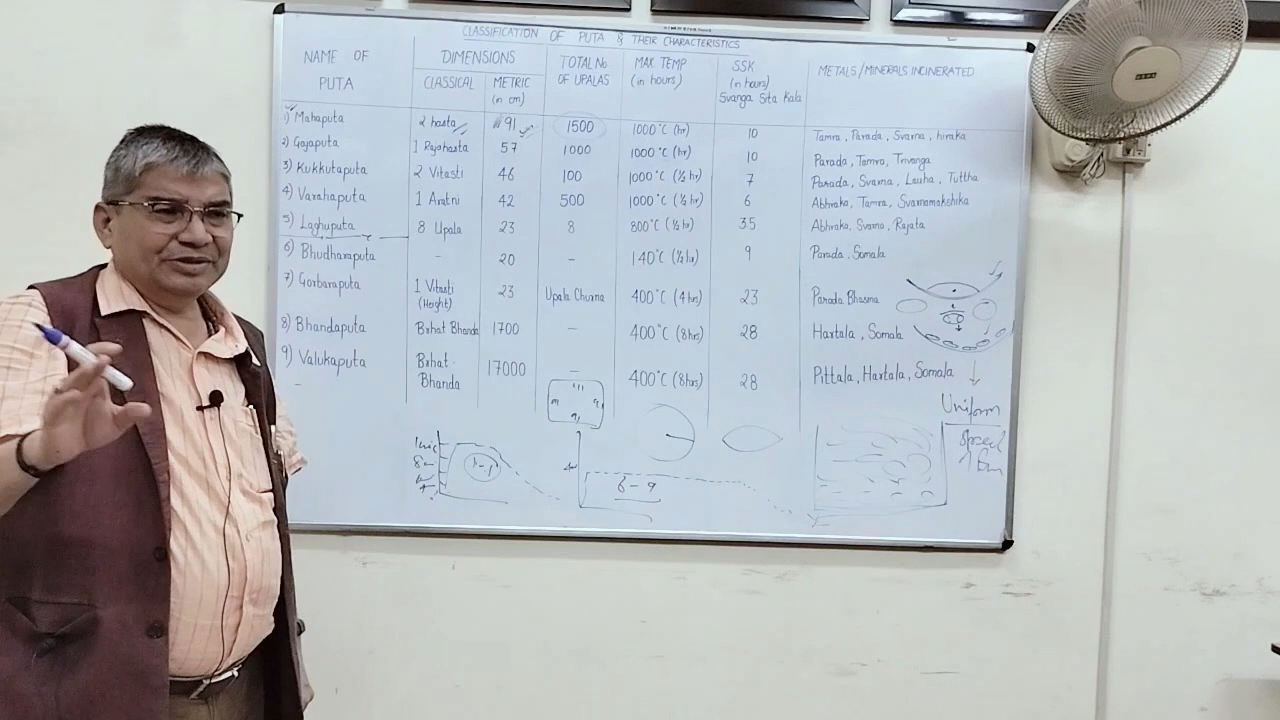 CLASSIFICATION OF PUTA & THEIR CHARACTERISTICS
NAME OF PUTA DIMENSIONS TOTAL No OF UPALAS MAX TEMP (in hours) SSK (in hours) Svanga Sita Kala METALS/MINERALS INCINERATED
CLASSICAL METRIC (n cm)
1) Mahaputa 2 hasta 91 1500 1000°C (hr) 10 Tamra, Parada, Svarna, hiraka
2) Gajaputa 1 Rajahasta 57 1000 1000°C (hr) 10 Parada, Tamra, Trivanga
3) Kukkutaputa 2 Vitasti 46 100 1000°C (½ hr) 7 Parada, Svarna, Lauha, Tuttha
4) Varahaputa 1 Aratni 42 500 1000°C (½ hr) 6 Abhraka, Tamra, Svarnamakshika
5) Laghuputa 8 Upala 23 8 800°C (½ hr) 35 Abhraka, Svarna, Rajata
6) Bhudharaputa - 20 - 140°C (½ hr) 9 Parada, Somala
7) Gorbaraputa 1 Vitasti (Height) 23 Upala Churna 400°C (4 hrs) 23 Parada Bhasma
8) Bhandaputa Brhat Bhanda 1700 - 400°C (8hrs) 28 Hartala, Somala
9) Valukaputa Brhat Bhanda 17000 - 400°C (8hrs) 28 Pittala, Hartala, Somala
-
Uniform
6-9